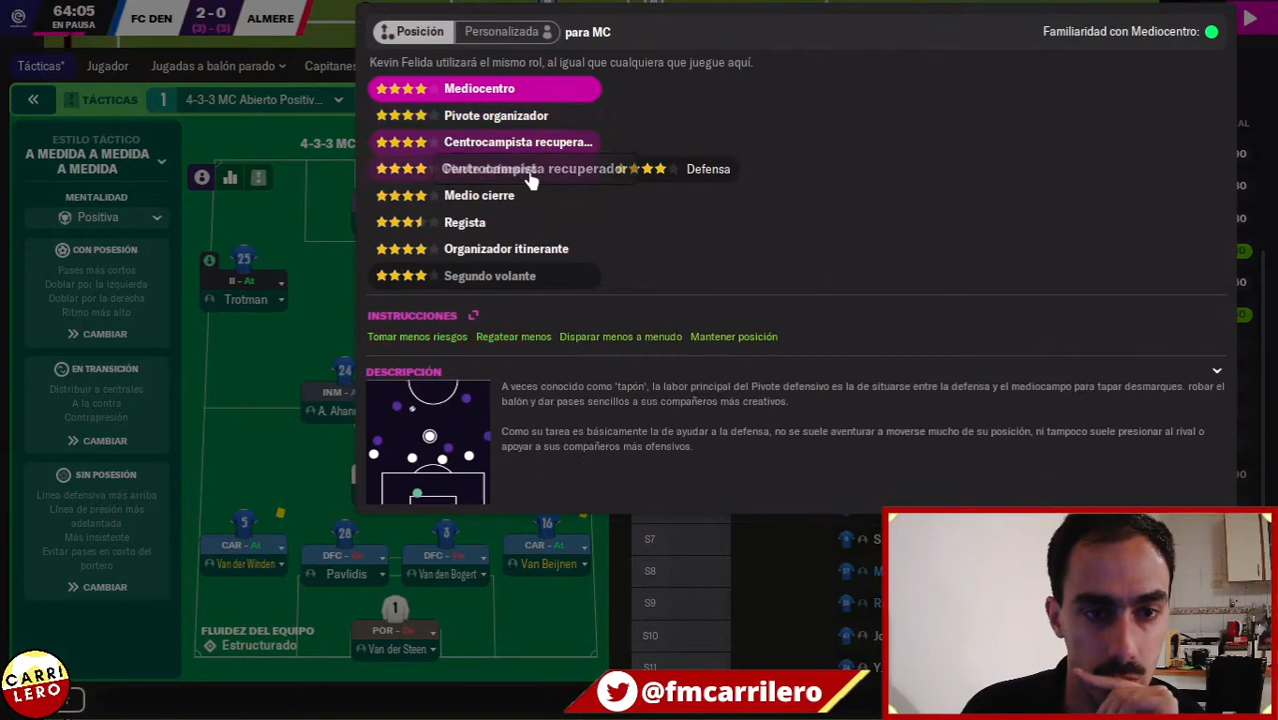 64:05
EN PAUSA
FC DEN
2 - 0
(3) - (3)
ALMERE
Tácticas*
Jugador
Jugadas a balón parado
Capitanes
TÁCTICAS
1
4-3-3 MC Abierto Positiv...
ESTILO TÁCTICO
A MEDIDA A MEDIDA
A MEDIDA
MENTALIDAD
Positiva
CON POSESIÓN
Pases más cortos
Doblar por la izquierda
Doblar por la derecha
Ritmo más alto
CAMBIAR
EN TRANSICIÓN
Distribuir a centrales
A la contra
Contrapresión
CAMBIAR
SIN POSESIÓN
Línea defensiva más arriba
Línea de presión más
adelantada
Más insistente
Evitar pases en corto del
portero
CAMBIAR
4-3-3 MC
25
II - At
Trotman
24
INM - A
A. Ahan
5
CAR - At
Van der Winden
28
DFC - De
Pavlidis
3
DFC - De
Van den Bogert
16
CAR - At
Van Beijnen
1
POR - De
Van der Steen
FLUIDEZ DEL EQUIPO
Estructurado
Posición
Personalizada
para MC
Familiaridad con Mediocentro:
Kevin Felida utilizará el mismo rol, al igual que cualquiera que juegue aquí.
Mediocentro
Pivote organizador
Centrocampista recupera...
Centrocampista recuperador
Defensa
Medio cierre
Regista
Organizador itinerante
Segundo volante
INSTRUCCIONES
Tomar menos riesgos
Regatear menos
Disparar menos a menudo
Mantener posición
DESCRIPCIÓN
A veces conocido como 'tapón', la labor principal del Pivote defensivo es la de situarse entre la defensa y el mediocampo para tapar desmarques. robar el
balón y dar pases sencillos a sus compañeros más creativos.
Como su tarea es básicamente la de ayudar a la defensa, no se suele aventurar a moverse mucho de su posición, ni tampoco suele presionar al rival o
apoyar a sus compañeros más ofensivos.
S7
S8
S9
S10
S11
CARRI
LERO
@fmcarrilero